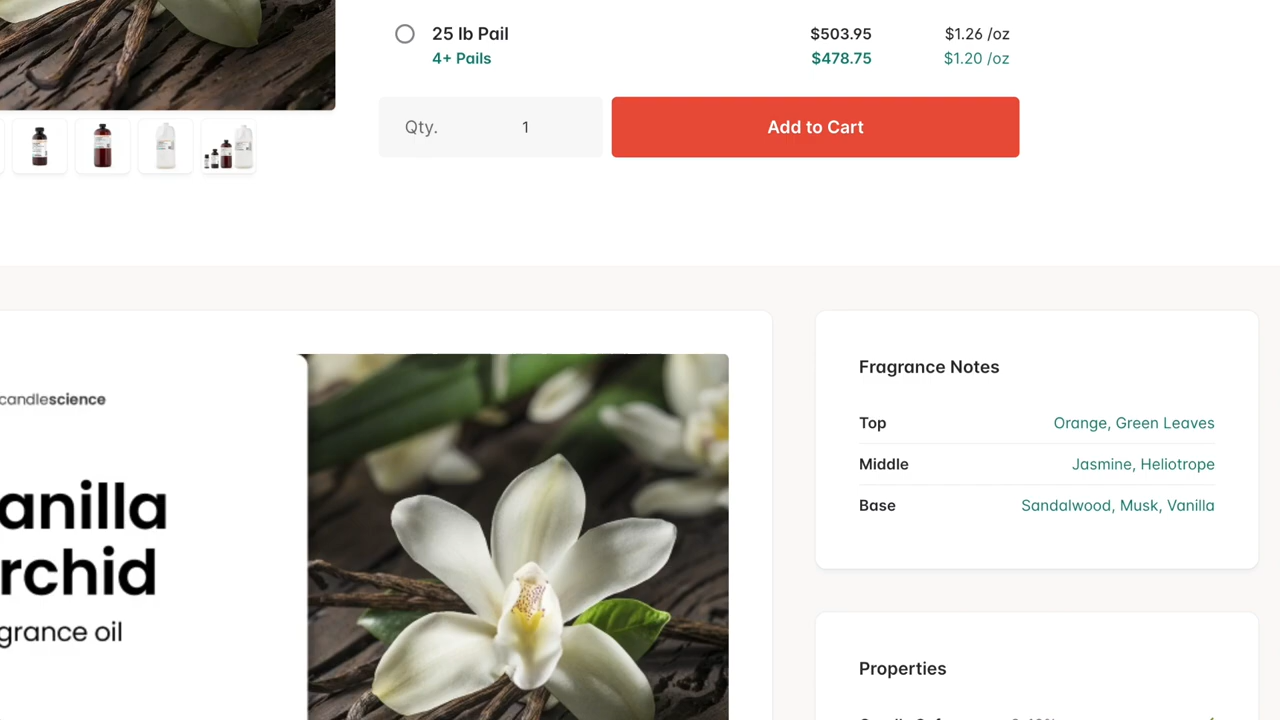 25 lb Pail $503.95 $1.26 /oz
4+ Pails $478.75 $1.20 /oz
Qty. 1 Add to Cart
candlescience
anilla
rchid
grance oil
Fragrance Notes
Top Orange, Green Leaves
Middle Jasmine, Heliotrope
Base Sandalwood, Musk, Vanilla
Properties